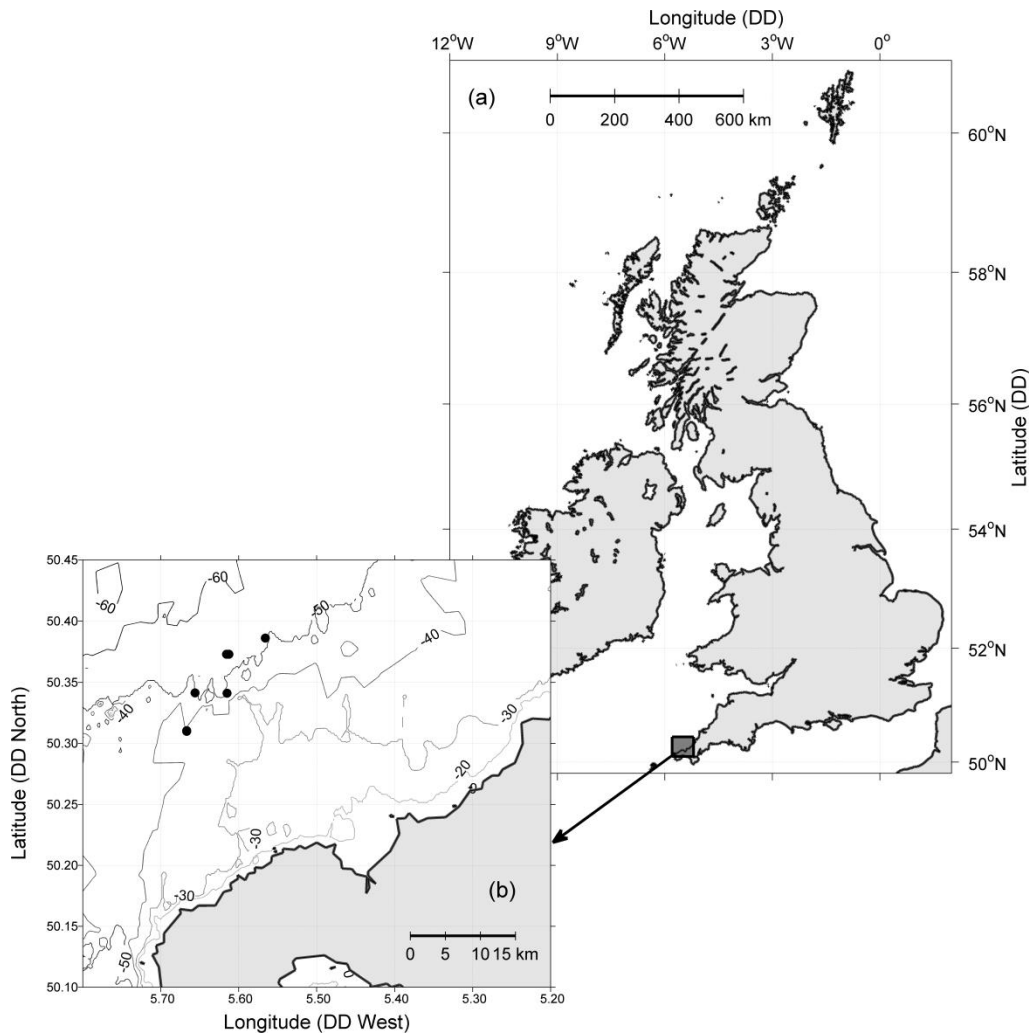 Longitude (DD)
12°W 9°W 6°W 3°W 0°
(a)
0 200 400 600 km
60°N
58°N
56°N
54°N
52°N
50°N
Latitude (DD)
50.45
50.40
50.35
50.30
50.25
50.20
50.15
50.10
Latitude (DD North)
-60
-60
-50
-40
-40
-30
-20
0
-30
-30
-50
0
(b)
0 5 10 15 km
5.70 5.60 5.50 5.40 5.30 5.20
Longitude (DD West)